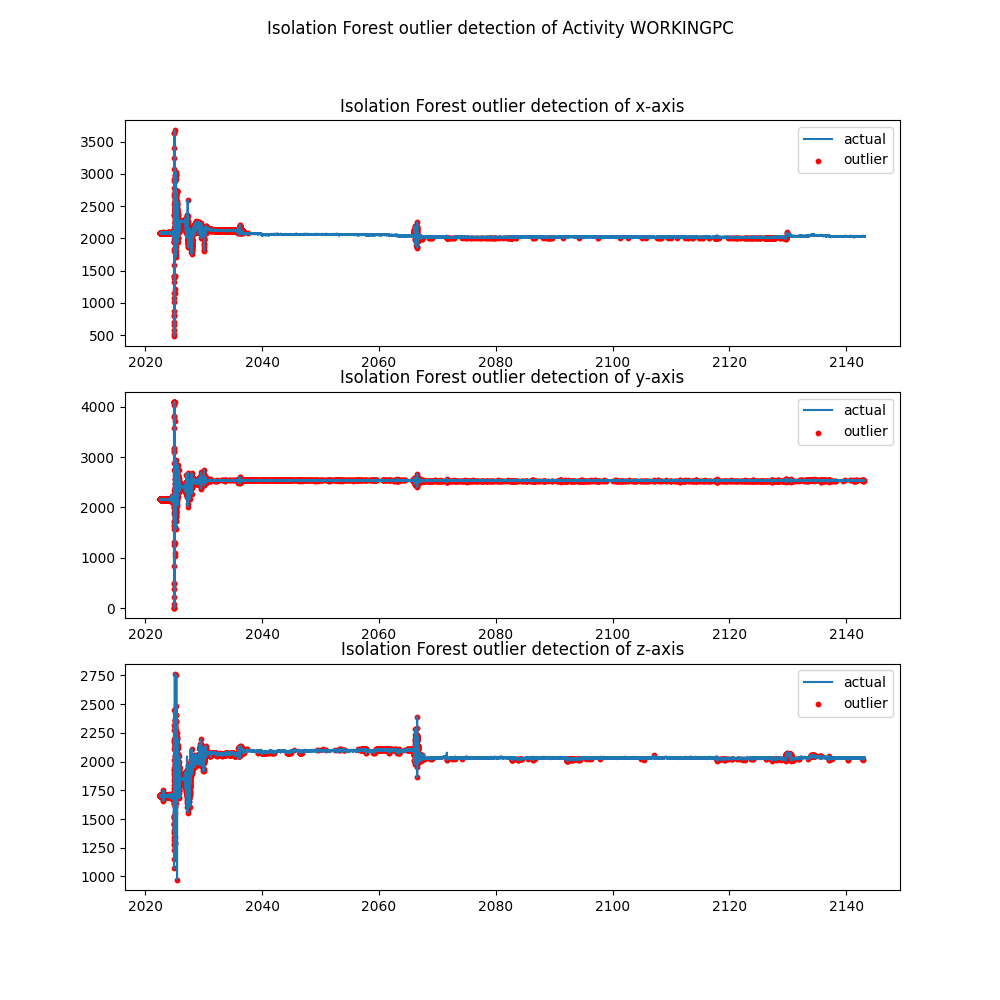 Isolation Forest outlier detection of Activity WORKINGPC
Isolation Forest outlier detection of x-axis
3500
3000
2500
2000
1500
1000
500
actual
outlier
2020 2040 2060 2080 2100 2120 2140
Isolation Forest outlier detection of y-axis
4000
3000
2000
1000
0
actual
outlier
2020 2040 2060 2080 2100 2120 2140
Isolation Forest outlier detection of z-axis
2750
2500
2250
2000
1750
1500
1250
1000
actual
outlier
2020 2040 2060 2080 2100 2120 2140